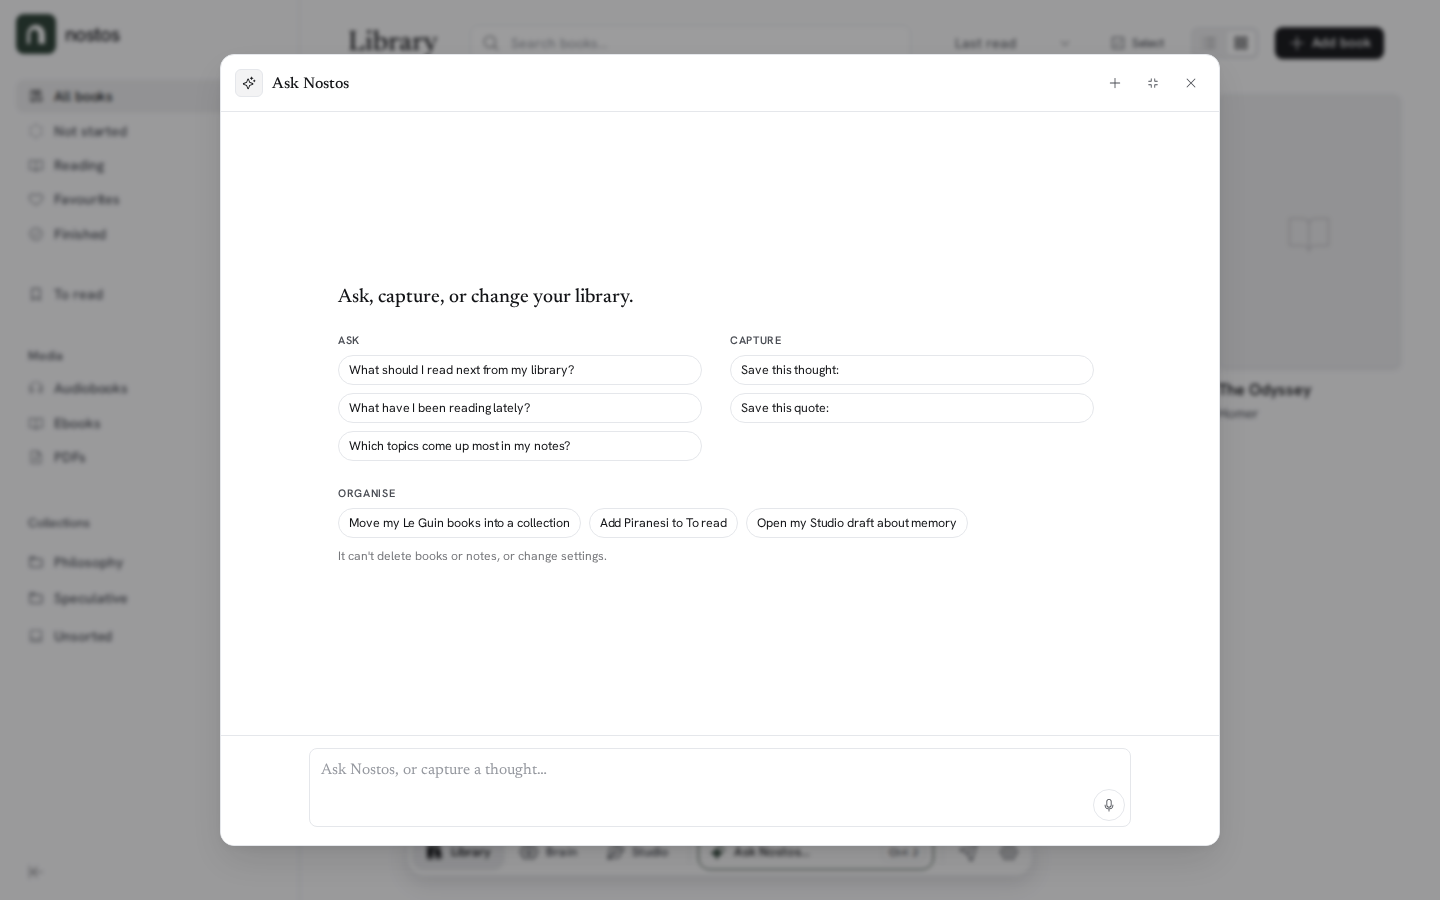 nostos
Library
Search books...
Last read
Select
Add book
All books
Not started
Reading
Favourites
Finished
To read
Media
Audiobooks
Ebooks
PDFs
Collections
Philosophy
Speculative
Unsorted
Ask Nostos
Ask, capture, or change your library.
ASK
What should I read next from my library?
What have I been reading lately?
Which topics come up most in my notes?
CAPTURE
Save this thought:
Save this quote:
ORGANISE
Move my Le Guin books into a collection
Add Piranesi to To read
Open my Studio draft about memory
It can't delete books or notes, or change settings.
Ask Nostos, or capture a thought...
The Odyssey
Homer
Library
Brain
Studio
Ask Nostos...